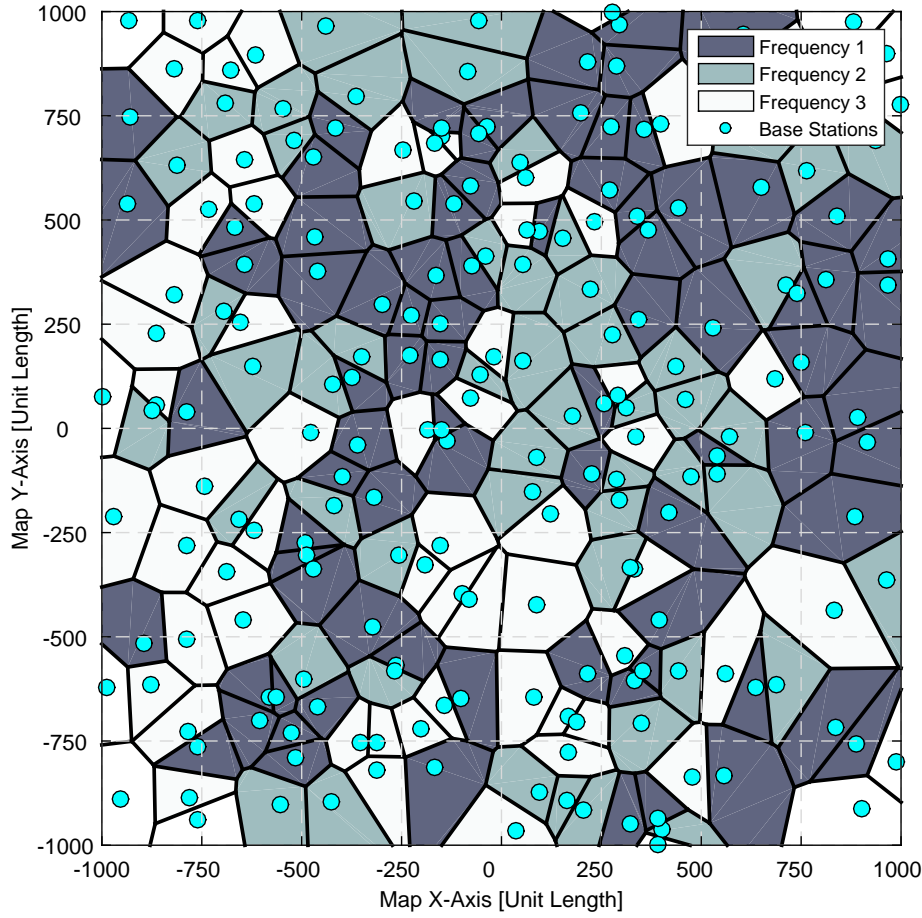 1000
Frequency 1
Frequency 2
750
Frequency 3
Base Stations
500
250
0
-250
-500
-750
-1000
-1000 -750 -500 -250 0 250 500 750 1000
Map X-Axis [Unit Length]
Map Y-Axis [Unit Length]